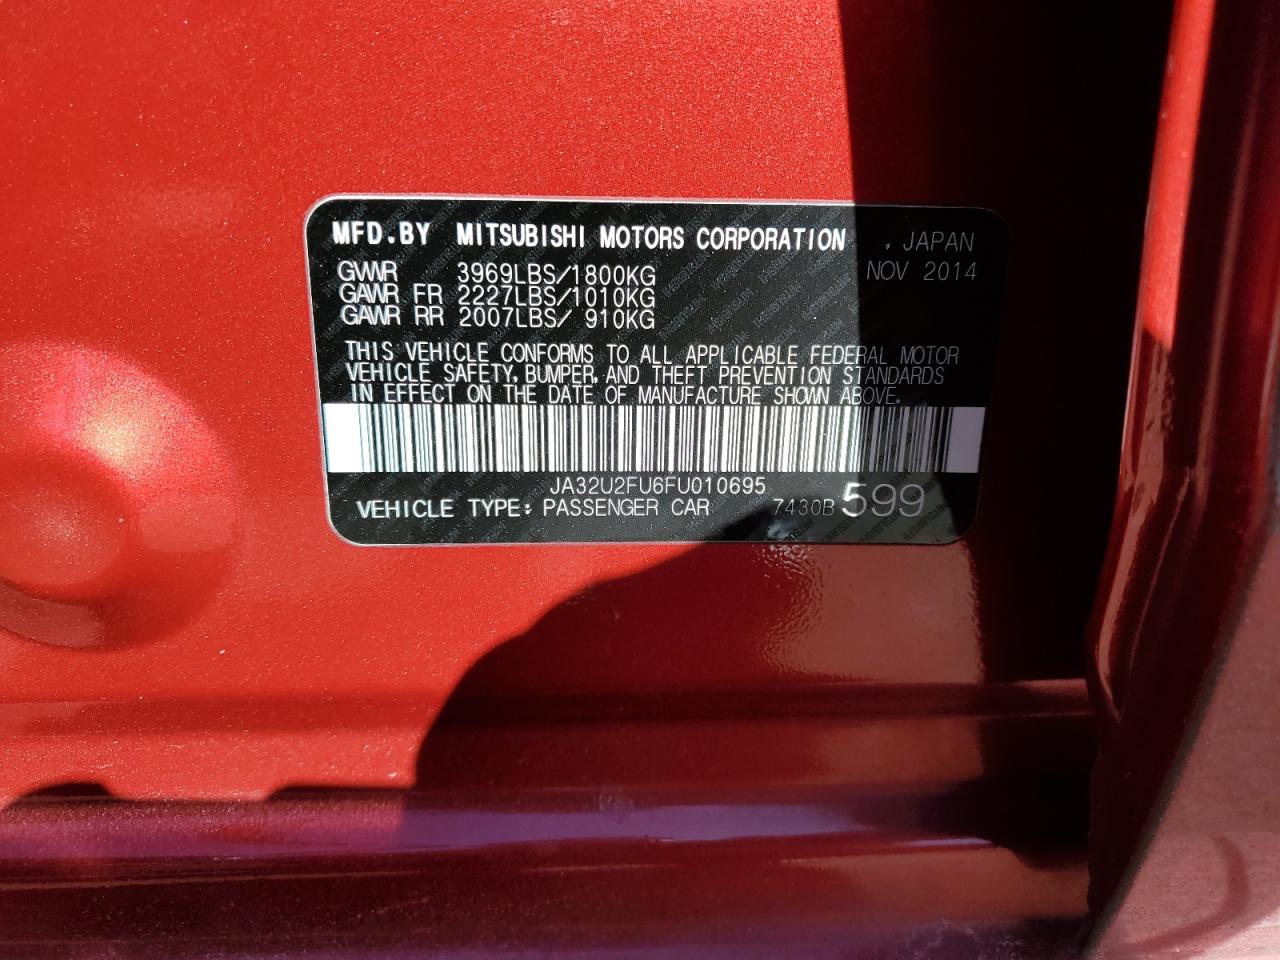 MFD.BY MITSUBISHI MOTORS CORPORATION , JAPAN
NOV 2014
GVWR 3969LBS/1800KG
GAWR FR 2227LBS/1010KG
GAWR RR 2007LBS/ 910KG
THIS VEHICLE CONFORMS TO ALL APPLICABLE FEDERAL MOTOR
VEHICLE SAFETY, BUMPER, AND THEFT PREVENTION STANDARDS
IN EFFECT ON THE DATE OF MANUFACTURE SHOWN ABOVE.
JA32U2FU6FU010695
VEHICLE TYPE: PASSENGER CAR 7430B 599